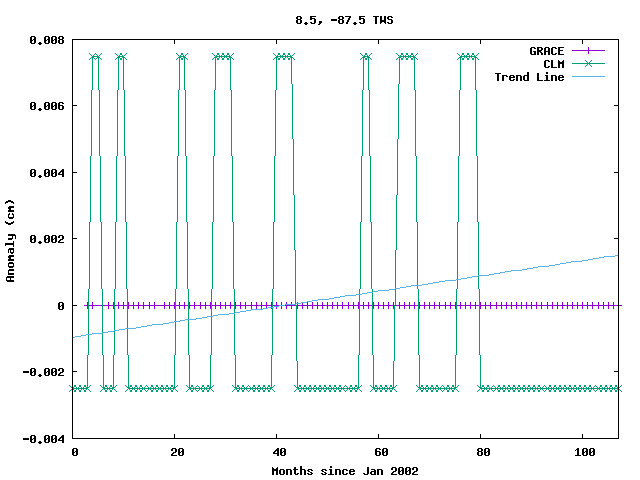 8.5, -87.5 TWS
0.008
0.006
0.004
0.002
0
-0.002
-0.004
Anomaly (cm)
GRACE
CLM
Trend Line
0 20 40 60 80 100
Months since Jan 2002